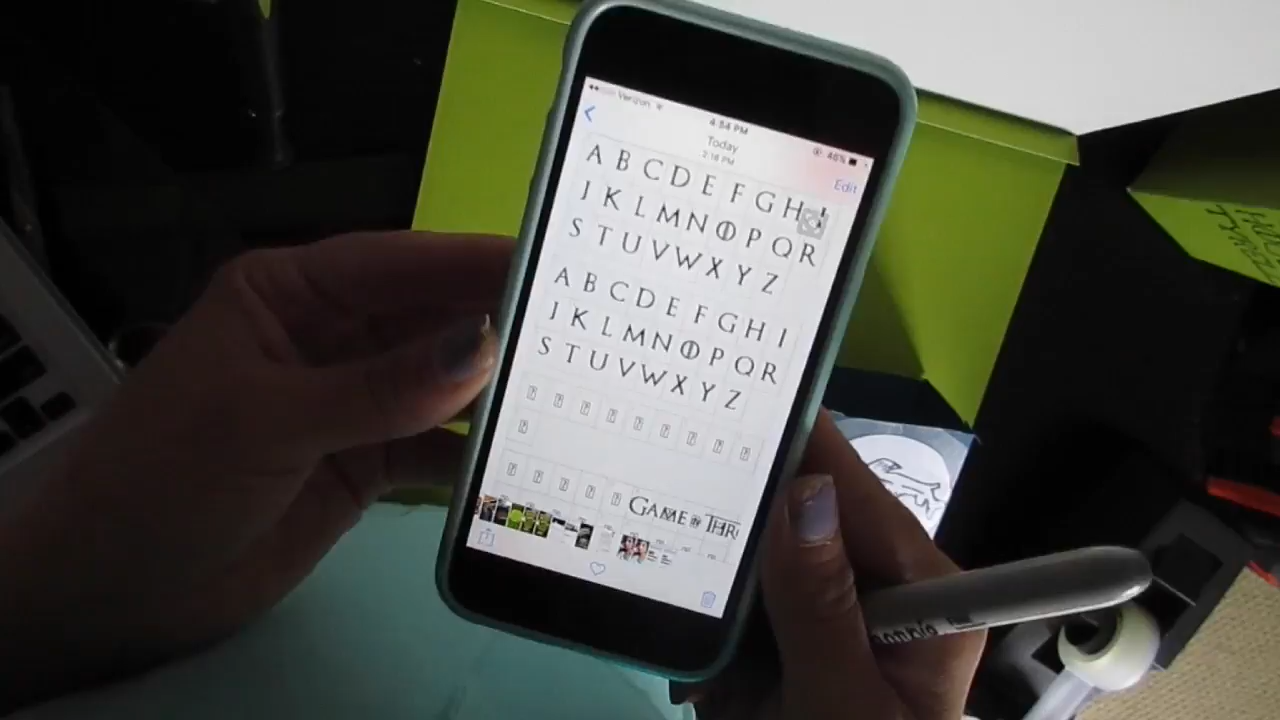 Verizon
4:54 PM
46%
Today
2:18 PM
Edit
A B C D E F G H I
J K L M N O P Q R
S T U V W X Y Z
A B C D E F G H I
J K L M N O P Q R
S T U V W X Y Z
GAME OF THR